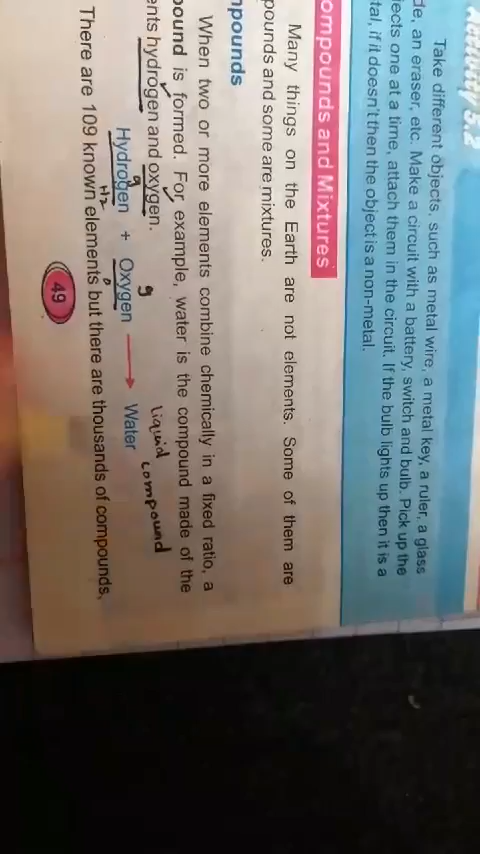 Activity 5.2
Take different objects, such as metal wire, a metal key, a ruler, a glass
de, an eraser, etc. Make a circuit with a battery, switch and bulb. Pick up the
jects one at a time, attach them in the circuit. If the bulb lights up then it is a
tal, if it doesn't then the object is a non-metal.
ompounds and Mixtures
Many things on the Earth are not elements. Some of them are
pounds and some are mixtures.
mpounds
When two or more elements combine chemically in a fixed ratio, a
pound is formed. For example, water is the compound made of the
ents hydrogen and oxygen.
liquid compound
g g
Hydrogen + Oxygen → Water
H2 O
There are 109 known elements but there are thousands of compounds,
49